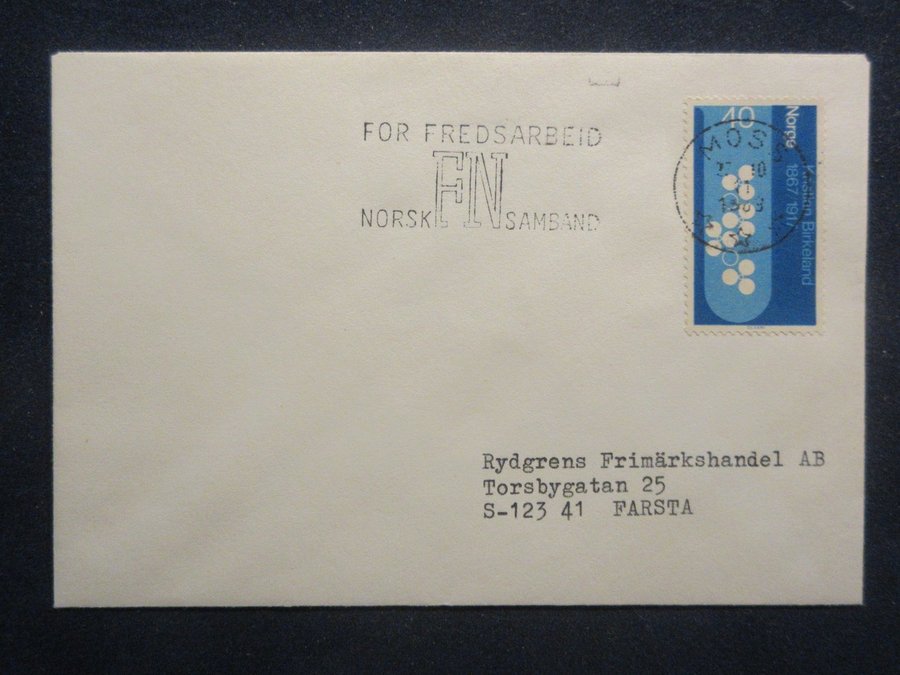 FOR FREDSARBEID
FN
NORSK SAMBAND
40
Norge
Kristian Birkeland
1867 1917
MOSS
10
Rydgrens Frimärkshandel AB
Torsbygatan 25
S-123 41 FARSTA